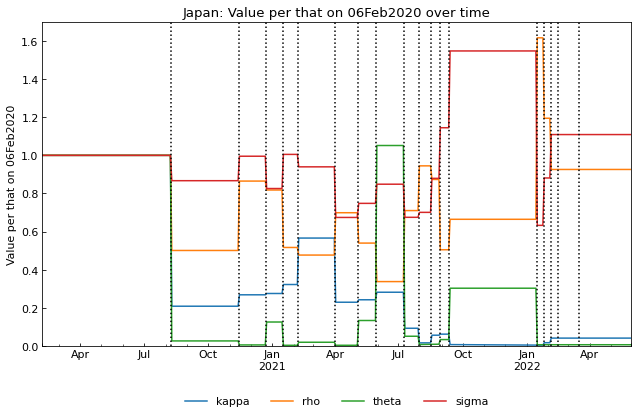 Japan: Value per that on 06Feb2020 over time
Value per that on 06Feb2020
1.6
1.4
1.2
1.0
0.8
0.6
0.4
0.2
0.0
Apr Jul Oct Jan Apr Jul Oct Jan Apr
2021 2022
kappa rho theta sigma